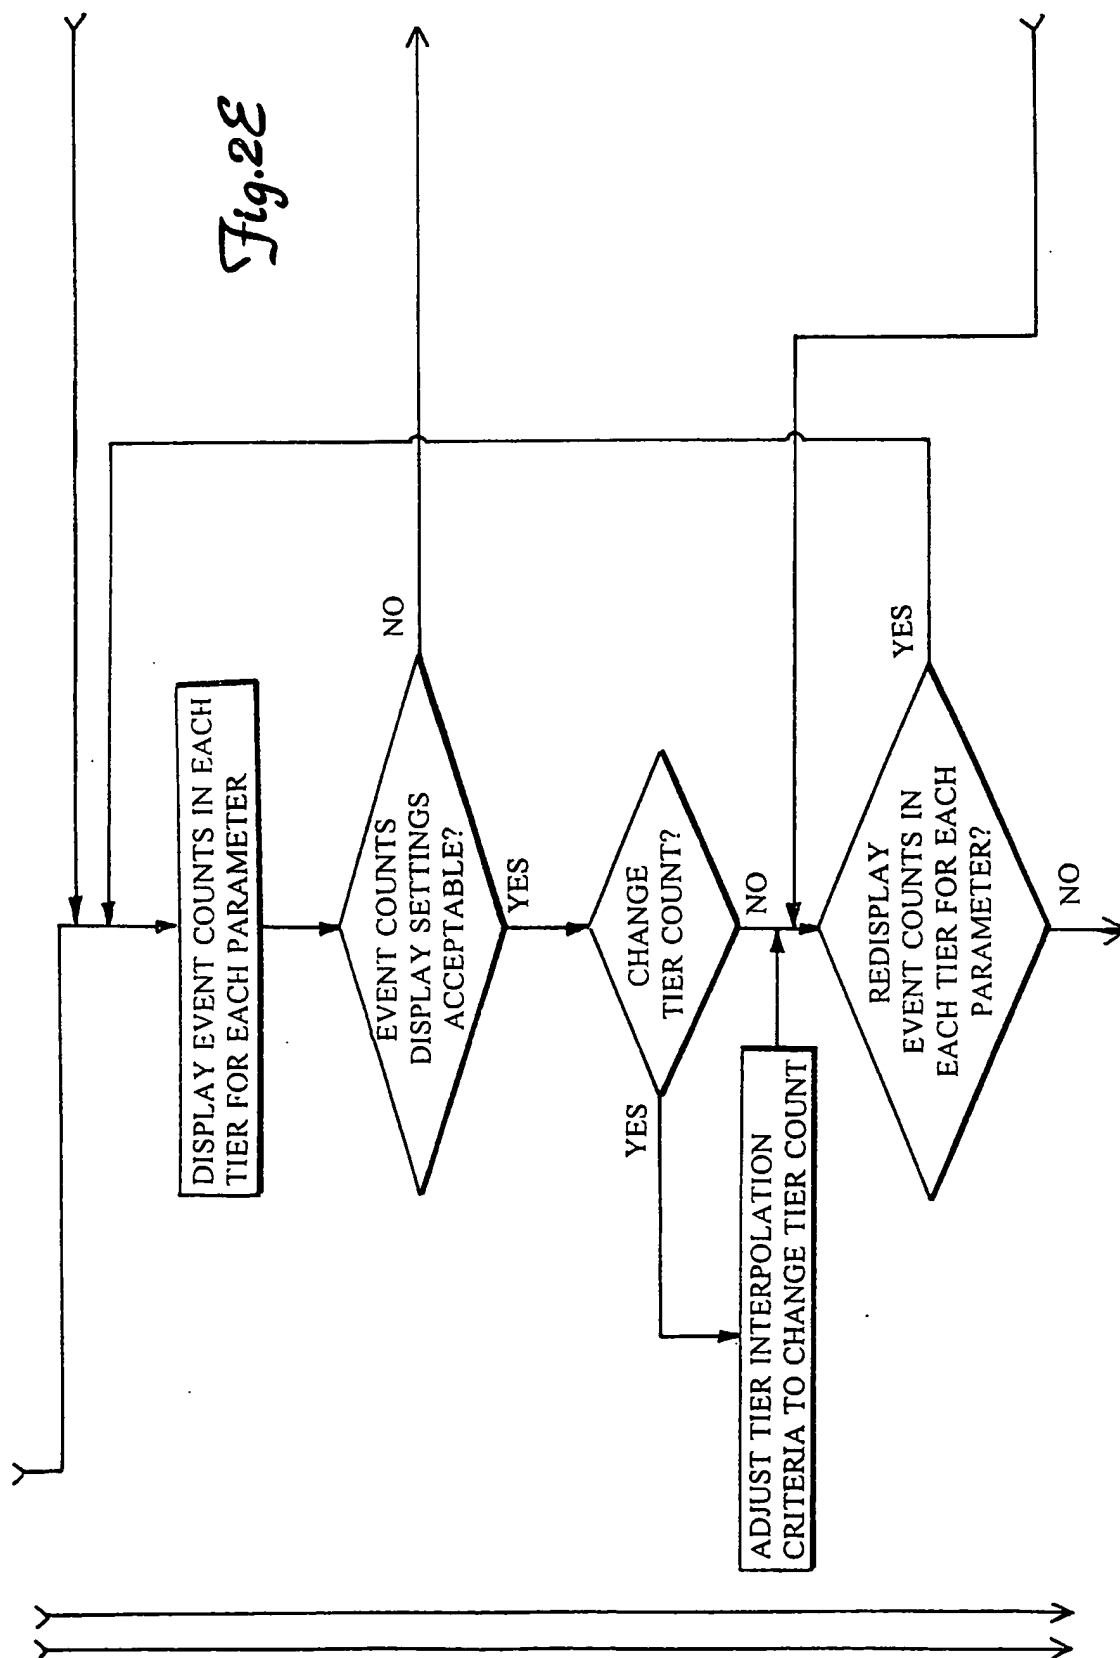 Fig. 2E
DISPLAY EVENT COUNTS IN EACH
TIER FOR EACH PARAMETER
EVENT COUNTS
DISPLAY SETTINGS
ACCEPTABLE?
NO
YES
CHANGE
TIER COUNT?
YES
NO
ADJUST TIER INTERPOLATION
CRITERIA TO CHANGE TIER COUNT
REDISPLAY
EVENT COUNTS IN
EACH TIER FOR EACH
PARAMETER?
YES
NO